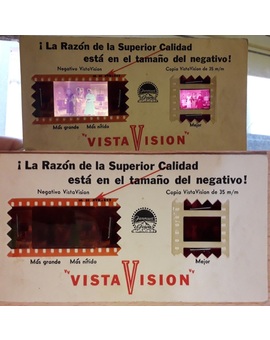 ¡ La Razón de la Superior Calidad
está en el tamaño del negativo!
Negativo VistaVision
Copia VistaVision de 35 m/m
Más grande Más nítido
Mejor
"VISTAVISION"
¡ La Razón de la Superior Calidad
está en el tamaño del negativo!
Negativo VistaVision
Copia VistaVision de 35 m/m
Paramount
Más grande Más nítido
Mejor
"VISTAVISION"